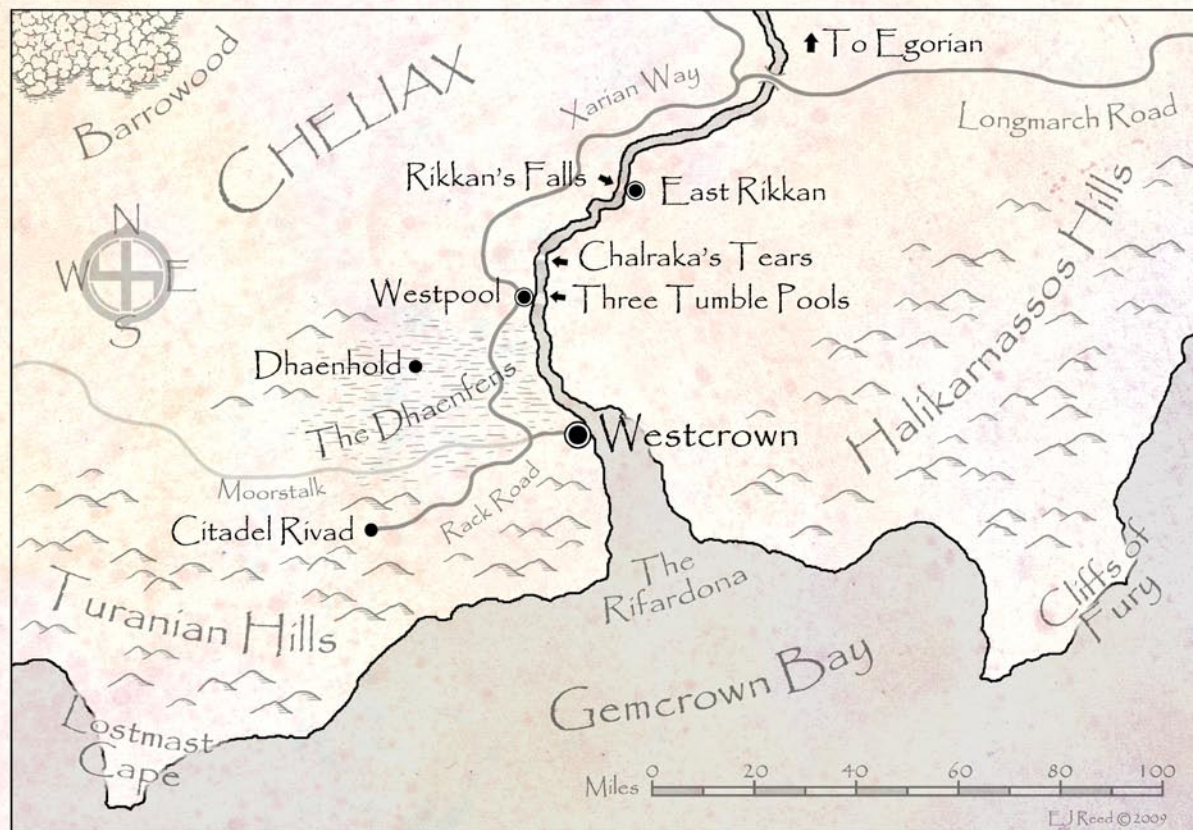 To Egorian
Barrowood
CHELIAX
Xarian Way
Longmarch Road
Rikkan's Falls
East Rikkan
N
W E
S
Chalraka's Tears
Westpool
Three Tumble Pools
Halikarnassos Hills
Dhaenhold
The Dhaenfens
Westcrown
Moorstalk
Rack Road
Citadel Rivad
The
Rifardona
Cliffs of
Fury
Turanian Hills
Gemcrown Bay
Lostmast
Cape
Miles 0 20 40 60 80 100
EJ Reed © 2009